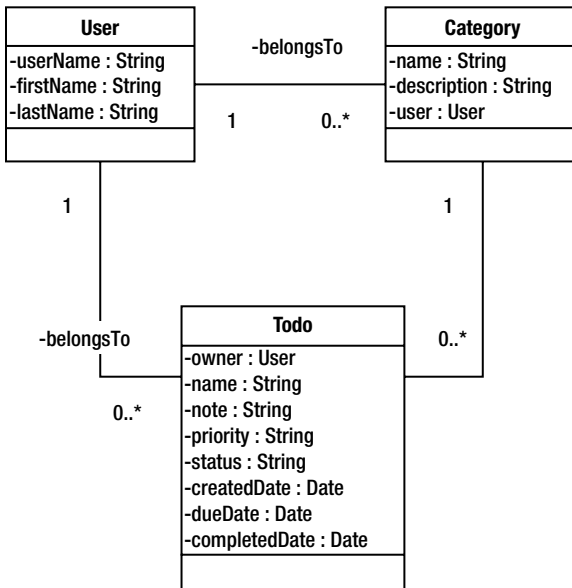 User
-userName : String
-firstName : String
-lastName : String
-belongsTo
1
0..*
Category
-name : String
-description : String
-user : User
1
1
-belongsTo
0..*
0..*
Todo
-owner : User
-name : String
-note : String
-priority : String
-status : String
-createdDate : Date
-dueDate : Date
-completedDate : Date